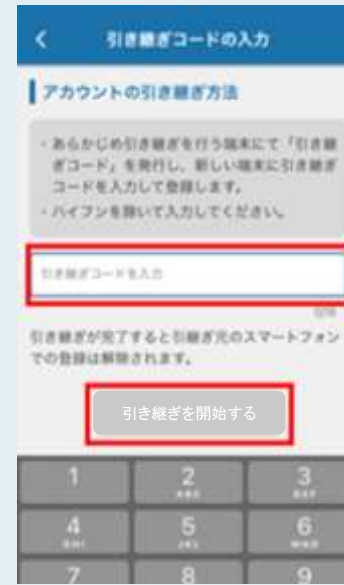 引き継ぎコードの入力
アカウントの引き継ぎ方法
・あらかじめ引き継ぎを行う端末にて「引き継
ぎコード」を発行し、新しい端末に引き継ぎ
コードを入力して登録します。
・ハイフンを除いて入力してください。
引き継ぎコードを入力
引き継ぎが完了すると引継ぎ元のスマートフォン
での登録は解除されます。
引き継ぎを開始する
1 2 3
ABC DEF
4 5 6
GHI JKL MNO
7 8 9